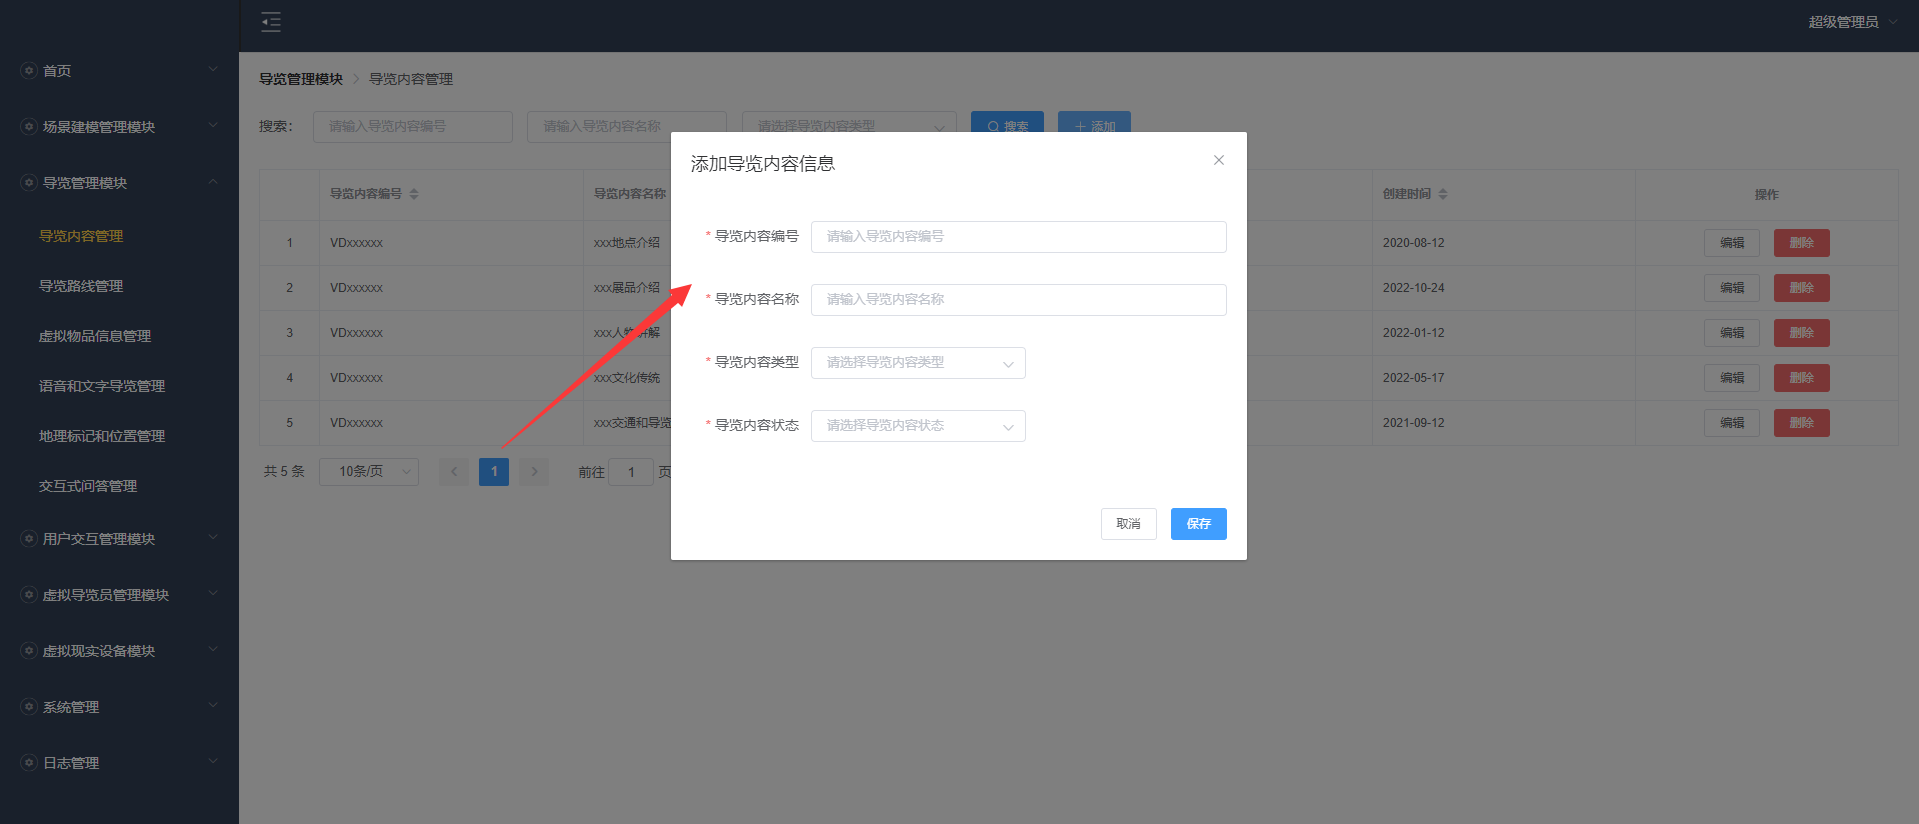 超级管理员
首页
场景建模管理模块
导览管理模块
导览内容管理
导览路线管理
虚拟物品信息管理
语音和文字导览管理
地理标记和位置管理
交互式问答管理
用户交互管理模块
虚拟导览员管理模块
虚拟现实设备模块
系统管理
日志管理
导览管理模块 > 导览内容管理
搜索： 请输入导览内容编号 请输入导览内容名称 请选择导览内容类型 搜索 + 添加
导览内容编号 导览内容名称 创建时间 操作
1 VDxxxxxx xxx地点介绍 2020-08-12 编辑 删除
2 VDxxxxxx xxx展品介绍 2022-10-24 编辑 删除
3 VDxxxxxx xxx人物讲解 2022-01-12 编辑 删除
4 VDxxxxxx xxx文化传统 2022-05-17 编辑 删除
5 VDxxxxxx xxx交通和导览 2021-09-12 编辑 删除
共 5 条 10条/页 < 1 > 前往 1 页
添加导览内容信息
* 导览内容编号 请输入导览内容编号
* 导览内容名称 请输入导览内容名称
* 导览内容类型 请选择导览内容类型
* 导览内容状态 请选择导览内容状态
取消 保存